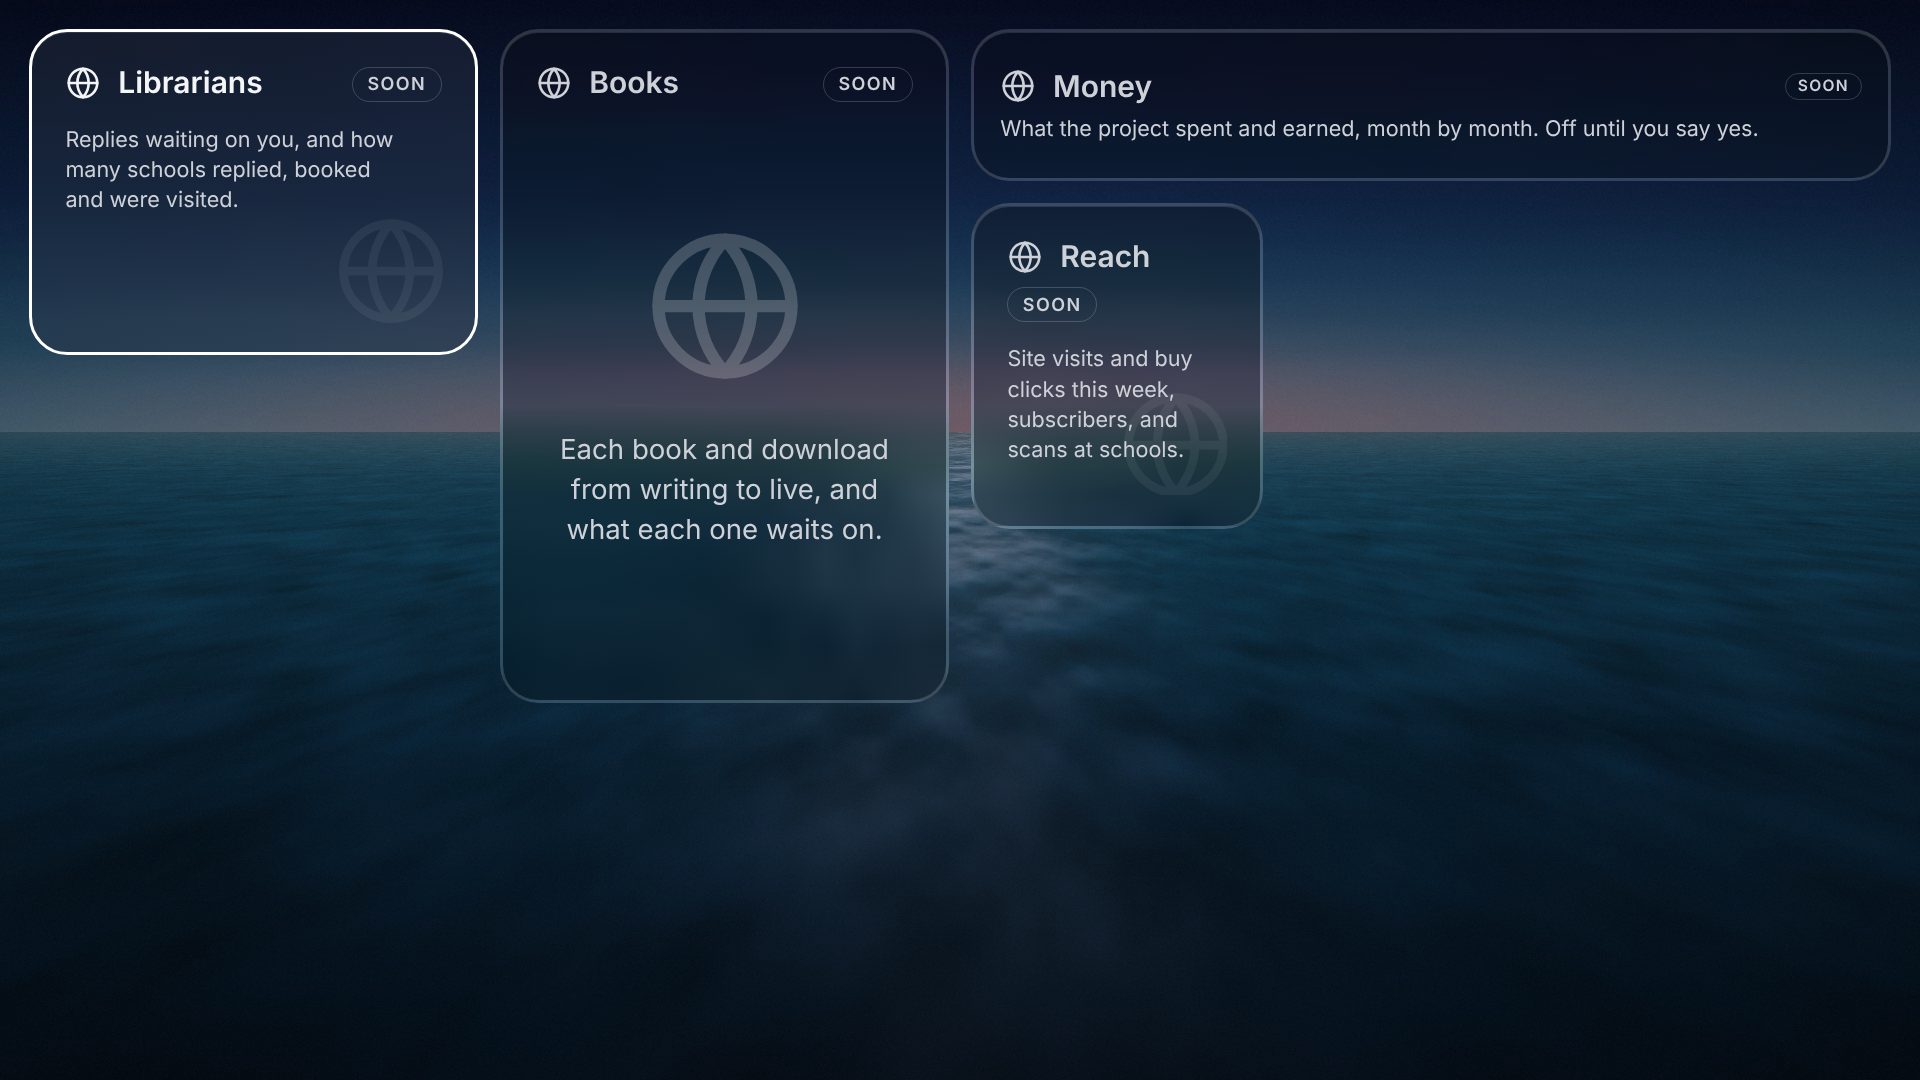 Librarians
SOON
Replies waiting on you, and how
many schools replied, booked
and were visited.
Books
SOON
Each book and download
from writing to live, and
what each one waits on.
Money
SOON
What the project spent and earned, month by month. Off until you say yes.
Reach
SOON
Site visits and buy
clicks this week,
subscribers, and
scans at schools.